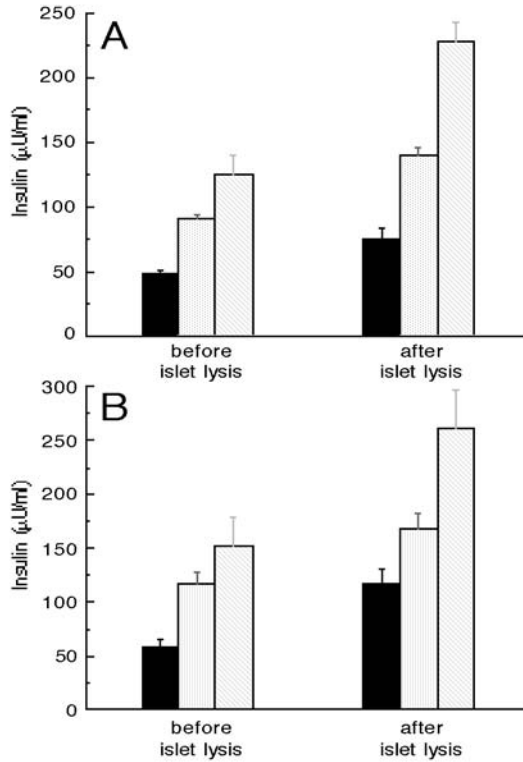 A
Insulin (μU/ml)
250
200
150
100
50
0
before
islet lysis
after
islet lysis
B
Insulin (μU/ml)
300
250
200
150
100
50
0
before
islet lysis
after
islet lysis